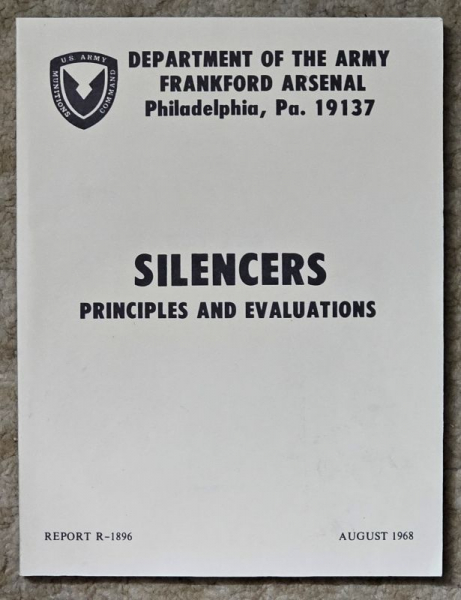 U.S. ARMY
MUNITIONS
COMMAND
DEPARTMENT OF THE ARMY
FRANKFORD ARSENAL
Philadelphia, Pa. 19137
SILENCERS
PRINCIPLES AND EVALUATIONS
REPORT R-1896
AUGUST 1968